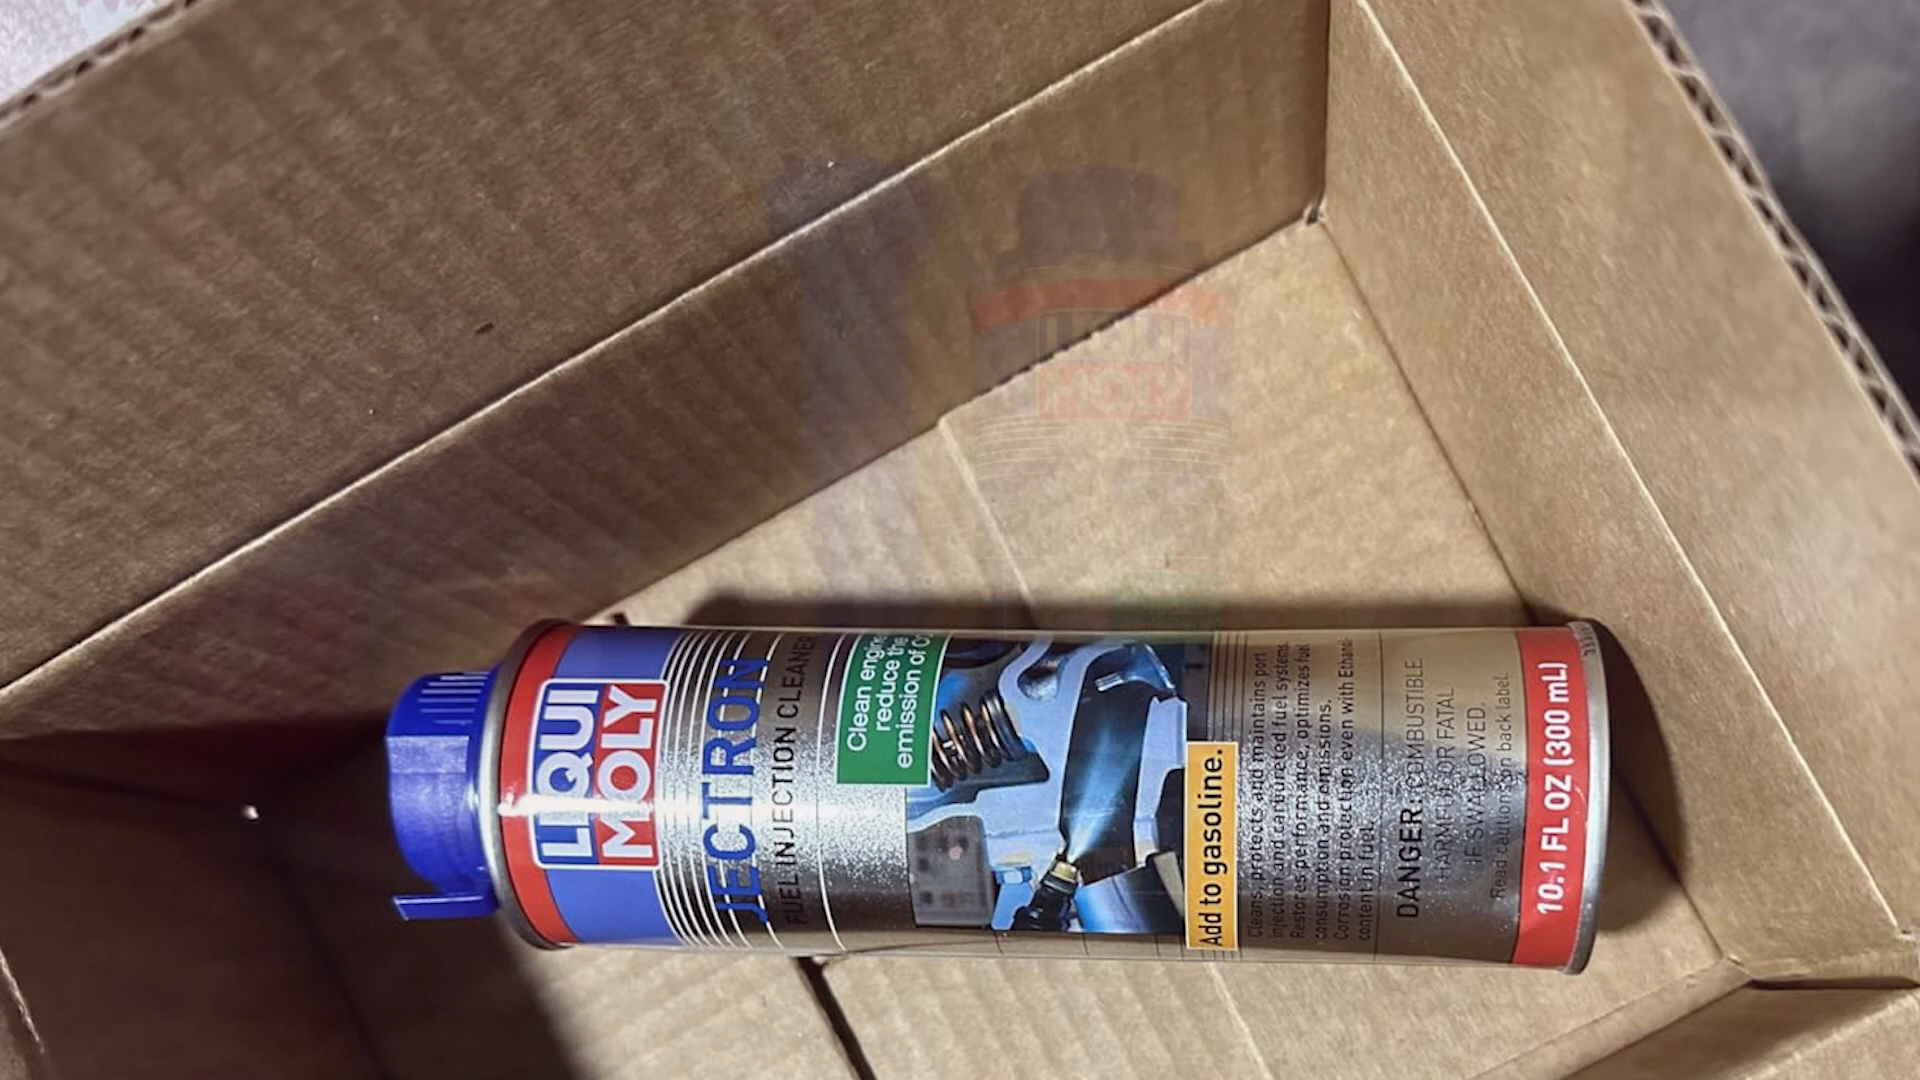 LIQUI
MOLY
JECTRON
FUEL INJECTION CLEANER
Clean engine
reduce the
emission of
Add to gasoline.
Cleans, protects and maintains port
injection and carbureted fuel systems.
Restores performance, optimizes fuel
consumption and emissions.
Corrosion protection even with Ethanol
content in fuel.
DANGER: COMBUSTIBLE
HARMFUL OR FATAL
IF SWALLOWED.
Read cautions on back label.
10.1 FL OZ (300 mL)
LIQUI
MOLY